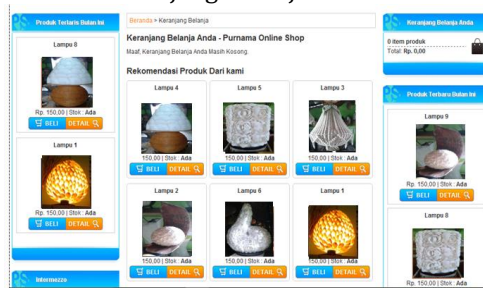 Produk Terlaris Bulan Ini
Lampu 8
Rp. 150,00 | Stok : Ada
BELI DETAIL
Lampu 1
Rp. 150,00 | Stok : Ada
BELI DETAIL
Intermezzo
Beranda > Keranjang Belanja
Keranjang Belanja Anda - Purnama Online Shop
Maaf, Keranjang Belanja Anda Masih Kosong.
Rekomendasi Produk Dari kami
Lampu 4
150,00 | Stok : Ada
BELI DETAIL
Lampu 5
150,00 | Stok : Ada
BELI DETAIL
Lampu 3
150,00 | Stok : Ada
BELI DETAIL
Lampu 2
150,00 | Stok : Ada
BELI DETAIL
Lampu 6
150,00 | Stok : Ada
BELI DETAIL
Lampu 1
150,00 | Stok : Ada
BELI DETAIL
Keranjang Belanja Anda
0 item produk
Total: Rp. 0,00
Produk Terbaru Bulan Ini
Lampu 9
Rp. 150,00 | Stok : Ada
BELI DETAIL
Lampu 8
Rp. 150,00 | Stok : Ada